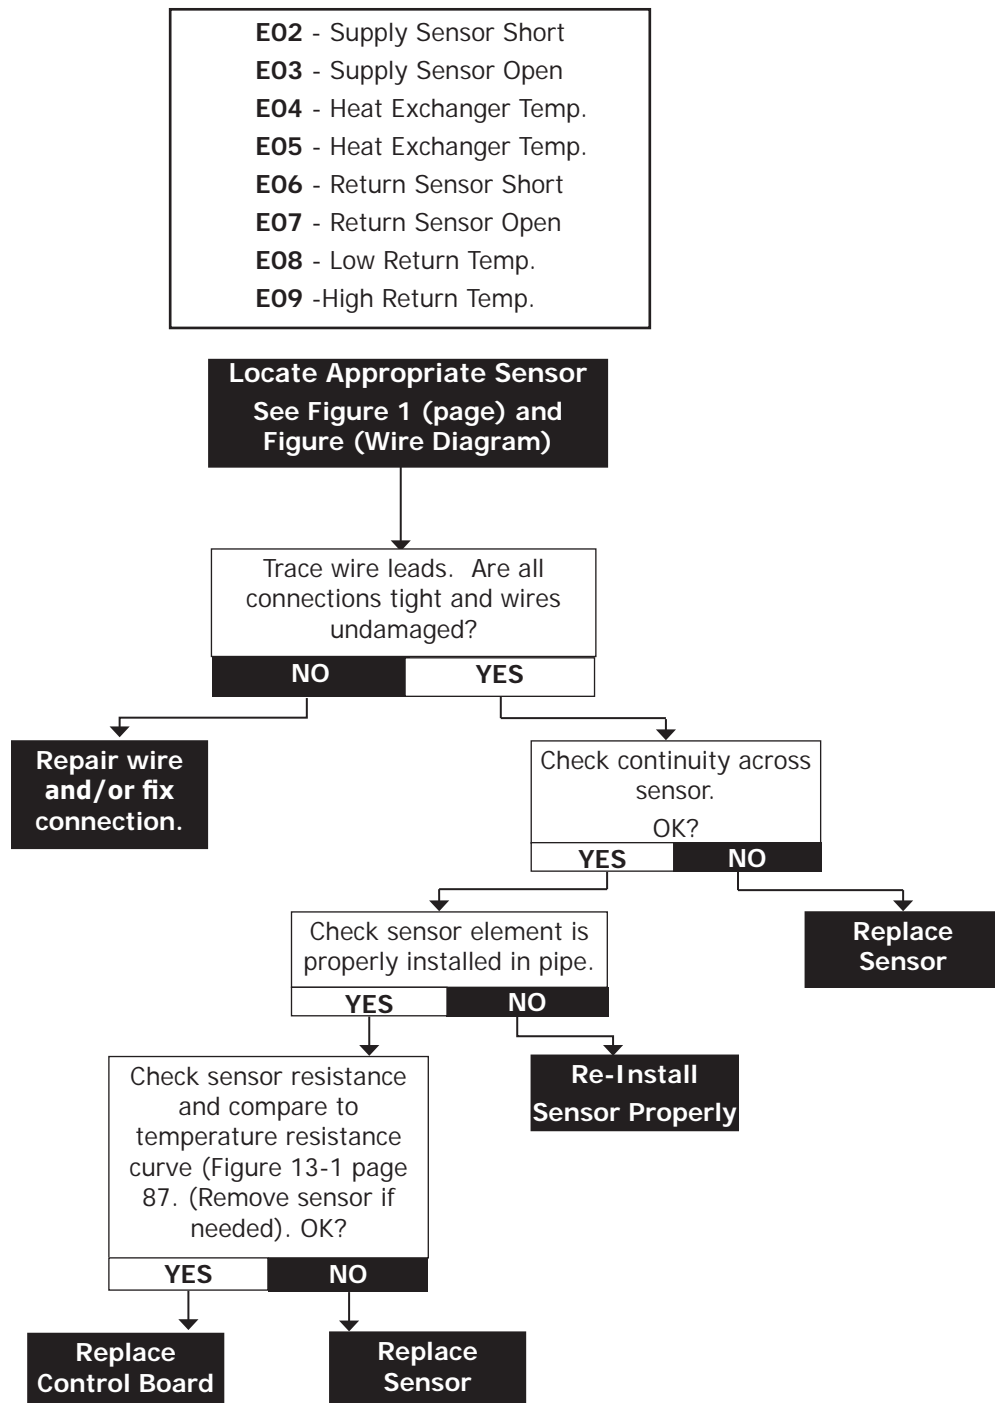 E02 - Supply Sensor Short
E03 - Supply Sensor Open
E04 - Heat Exchanger Temp.
E05 - Heat Exchanger Temp.
E06 - Return Sensor Short
E07 - Return Sensor Open
E08 - Low Return Temp.
E09 -High Return Temp.
Locate Appropriate Sensor
See Figure 1 (page) and
Figure (Wire Diagram)
Trace wire leads. Are all
connections tight and wires
undamaged?
NO
YES
Repair wire
and/or fix
connection.
Check continuity across
sensor.
OK?
YES
NO
Check sensor element is
properly installed in pipe.
YES
NO
Replace
Sensor
Check sensor resistance
and compare to
temperature resistance
curve (Figure 13-1 page
87. (Remove sensor if
needed). OK?
YES
NO
Re-Install
Sensor Properly
Replace
Control Board
Replace
Sensor